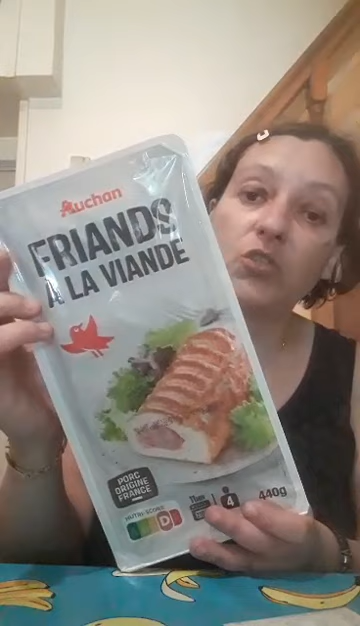 Auchan
FRIANDS
À LA VIANDE
PORC
ORIGINE
FRANCE
NUTRI-SCORE
D
4
440g